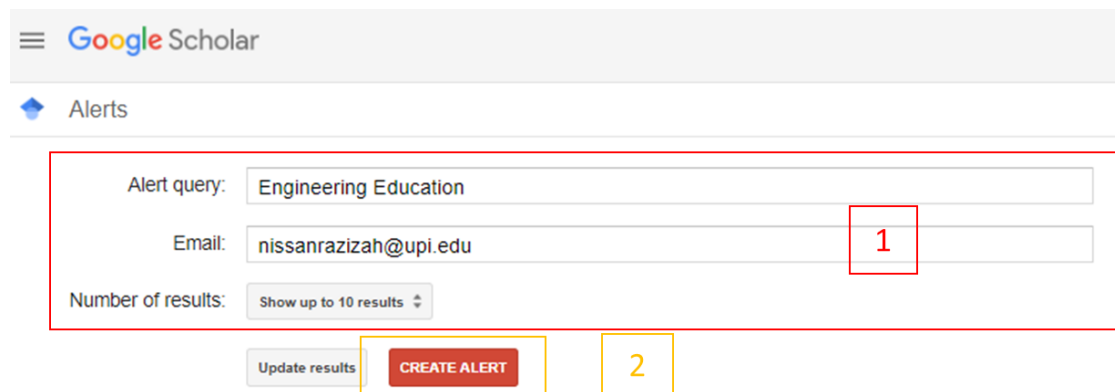 Google Scholar
Alerts
Alert query: Engineering Education
Email: nissanrazizah@upi.edu
1
Number of results: Show up to 10 results
Update results CREATE ALERT 2